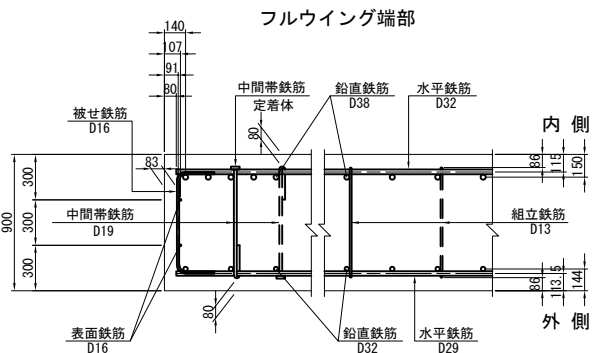 フルウイング端部
140
107
91
80
中間帯鉄筋
定着体
鉛直鉄筋
D38
水平鉄筋
D32
被せ鉄筋
D16
80
内 側
83
86
115
150
300
300
300
900
中間帯鉄筋
D19
組立鉄筋
D13
80
86
113.5
144
表面鉄筋
D16
鉛直鉄筋
D32
水平鉄筋
D29
外 側